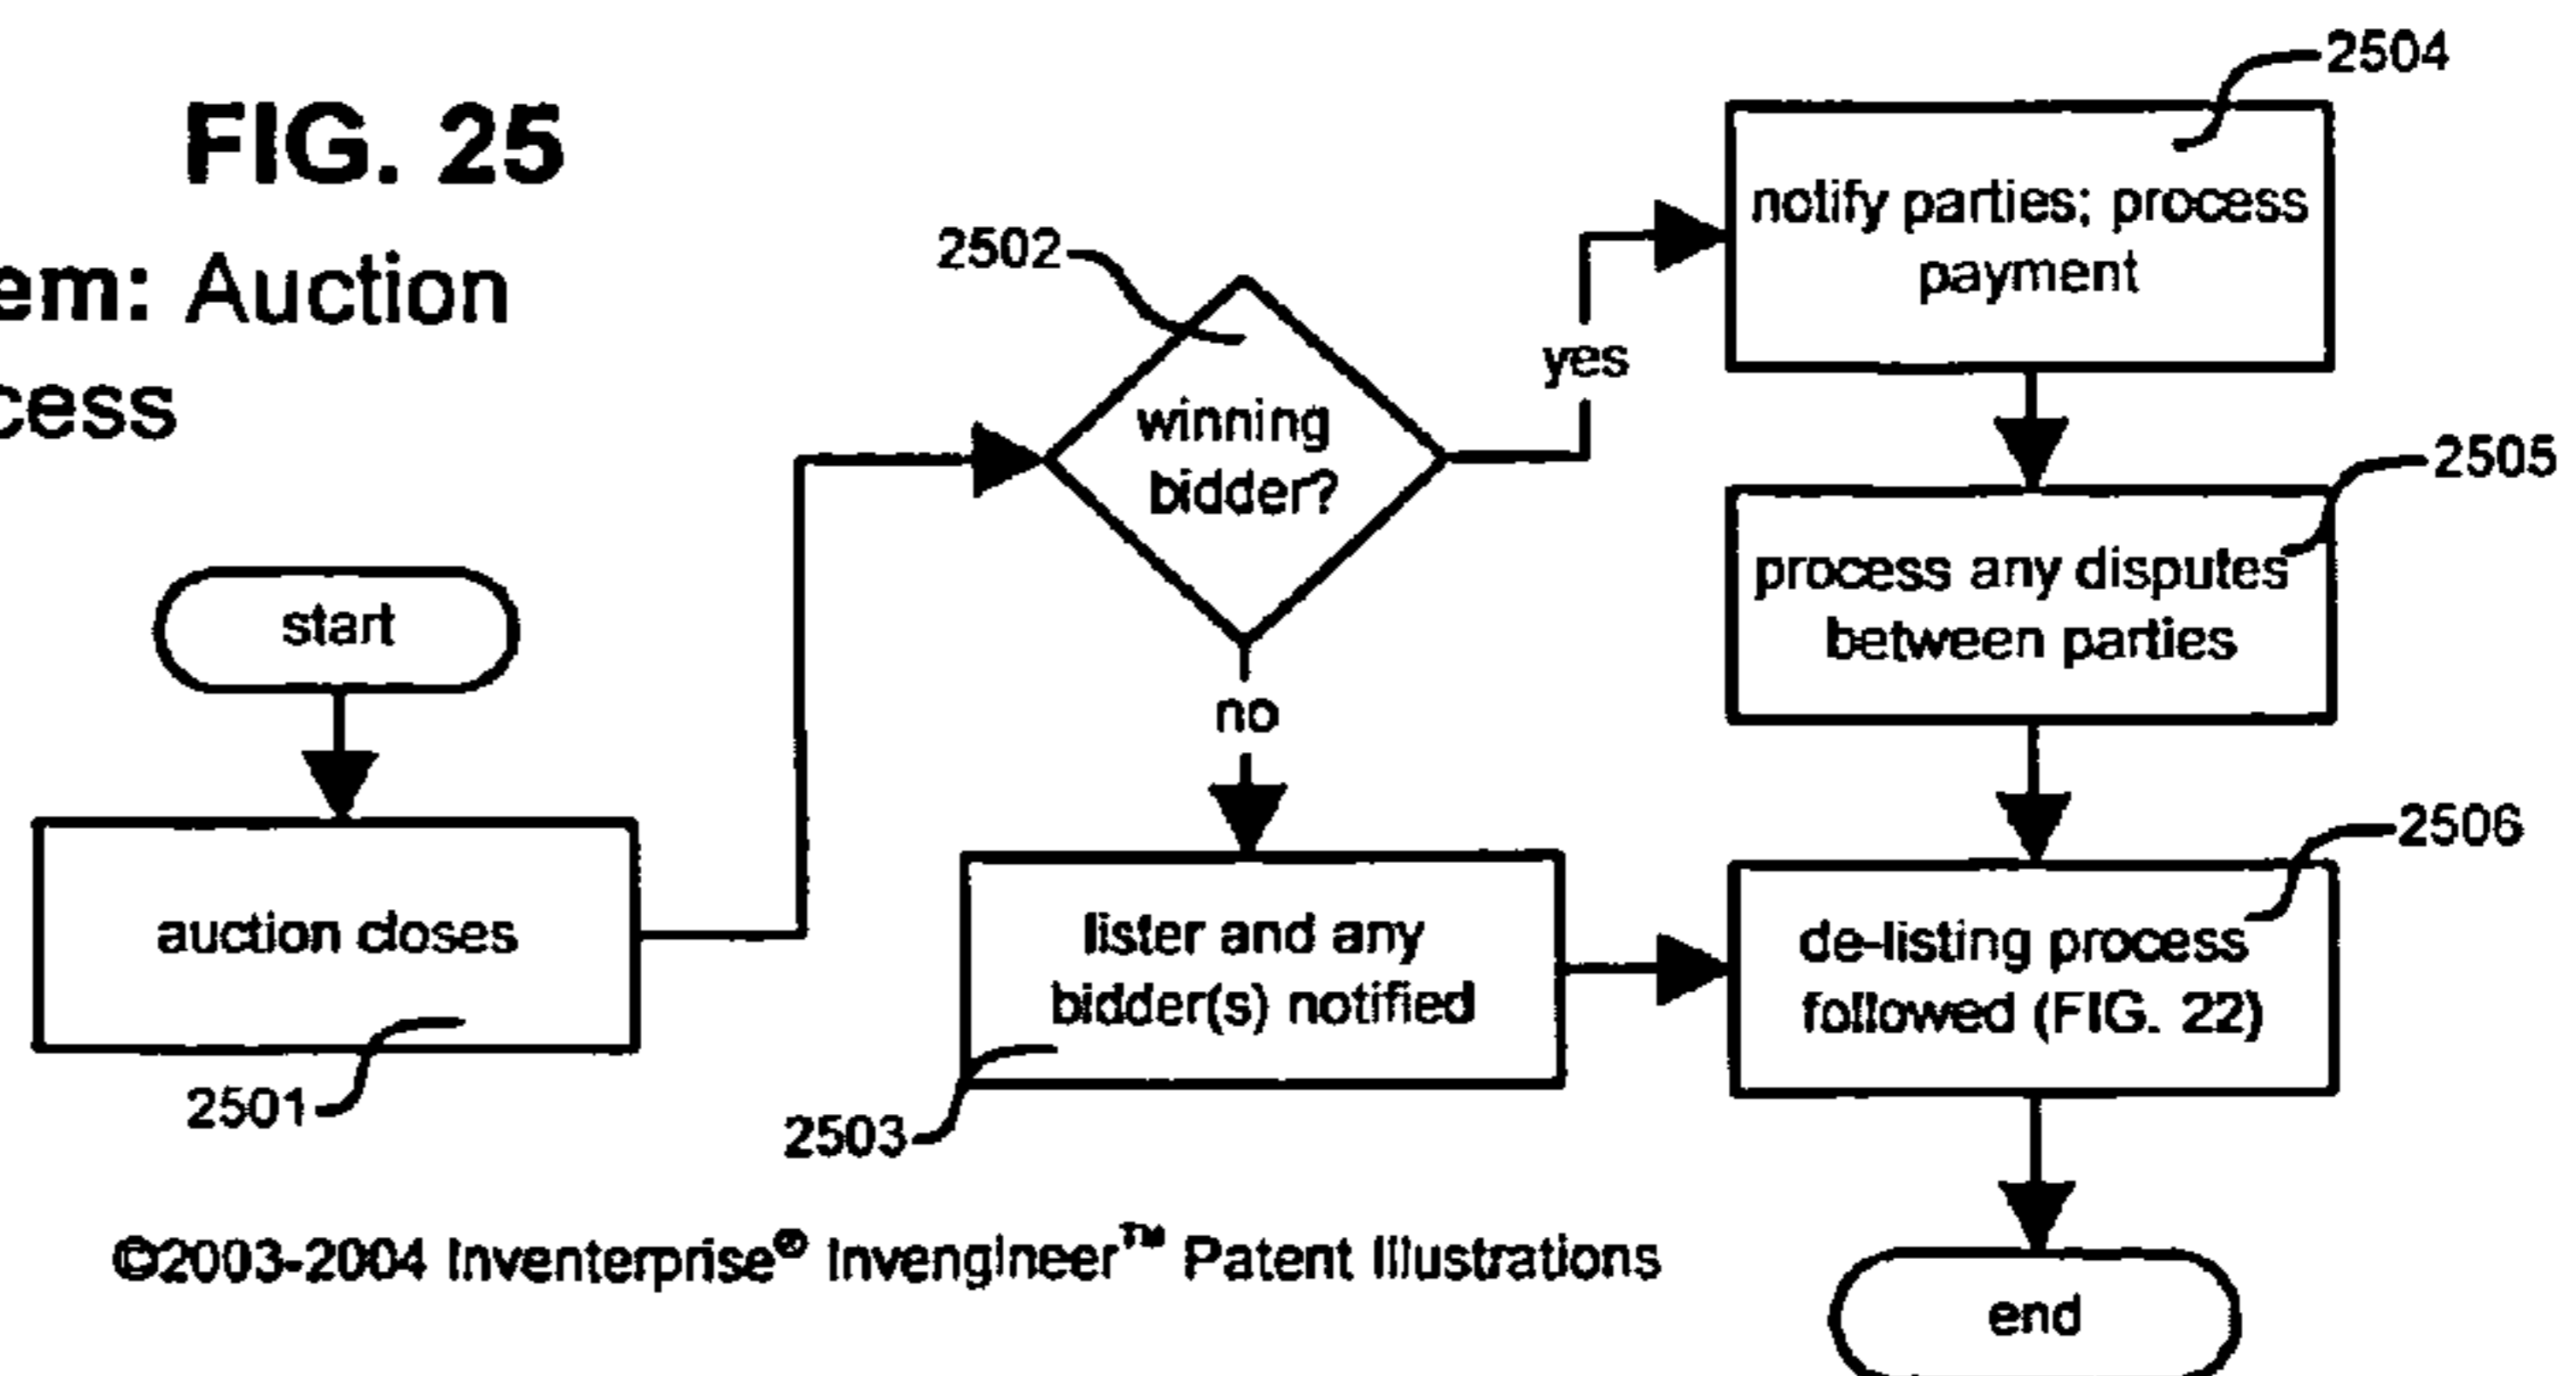 FIG. 25
em: Auction
cess
start
auction closes
2501
2502
winning
bidder?
yes
no
lister and any
bidder(s) notified
2503
2504
notify parties; process
payment
2505
process any disputes
between parties
2506
de-listing process
followed (FIG. 22)
end
©2003-2004 Inventerprise® Invengineer™ Patent Illustrations